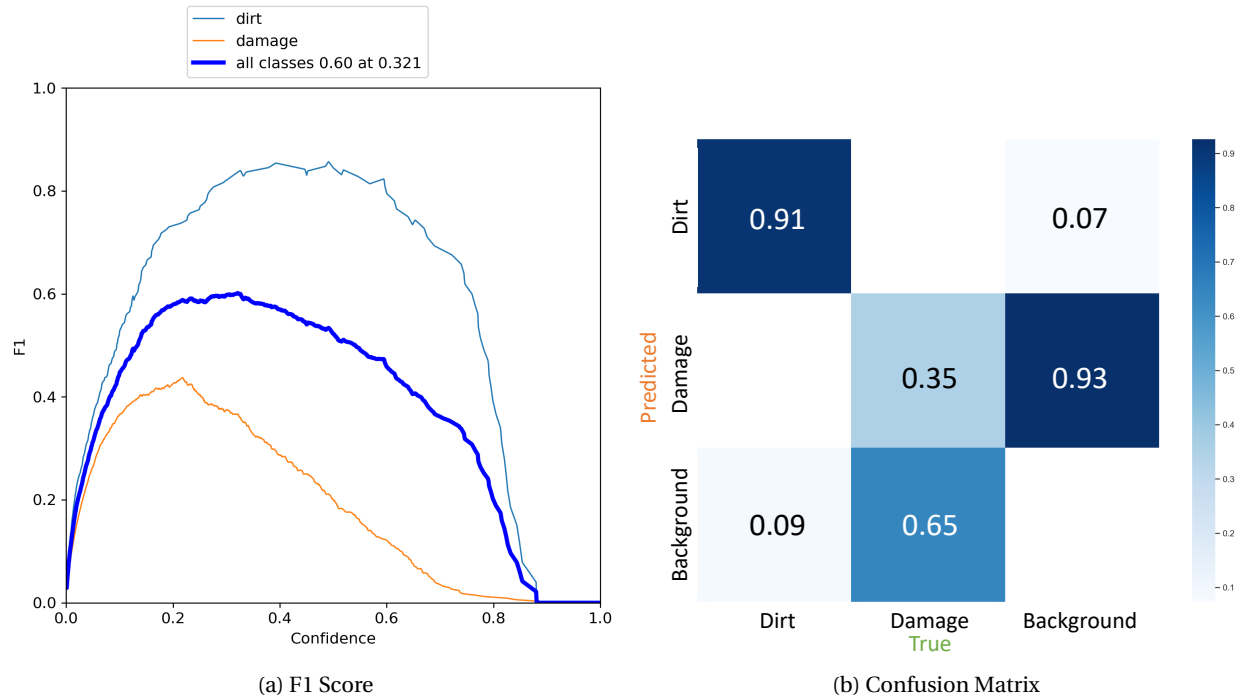 dirt
damage
all classes 0.60 at 0.321
1.0
0.8
0.6
0.4
0.2
0.0
F1
0.0 0.2 0.4 0.6 0.8 1.0
Confidence
(a) F1 Score
Predicted
Dirt
Damage
Background
0.91 0.07
0.35 0.93
0.09 0.65
Dirt Damage Background
True
0.9
0.8
0.7
0.6
0.5
0.4
0.3
0.2
0.1
(b) Confusion Matrix